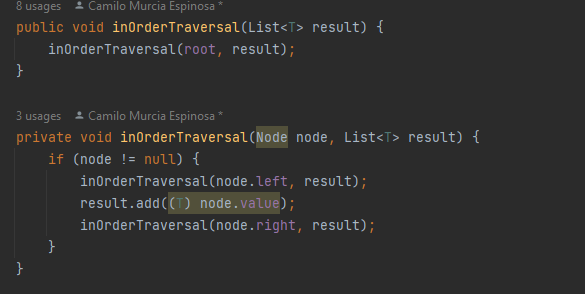 8 usages Camilo Murcia Espinosa *
public void inOrderTraversal(List<T> result) {
inOrderTraversal(root, result);
}
3 usages Camilo Murcia Espinosa *
private void inOrderTraversal(Node node, List<T> result) {
if (node != null) {
inOrderTraversal(node.left, result);
result.add((T) node.value);
inOrderTraversal(node.right, result);
}
}